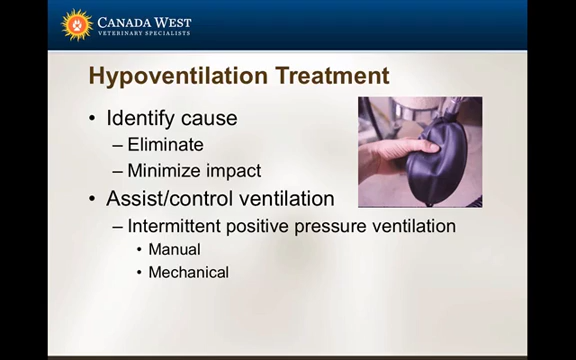 CANADA WEST
VETERINARY SPECIALISTS
Hypoventilation Treatment
• Identify cause
– Eliminate
– Minimize impact
• Assist/control ventilation
– Intermittent positive pressure ventilation
• Manual
• Mechanical